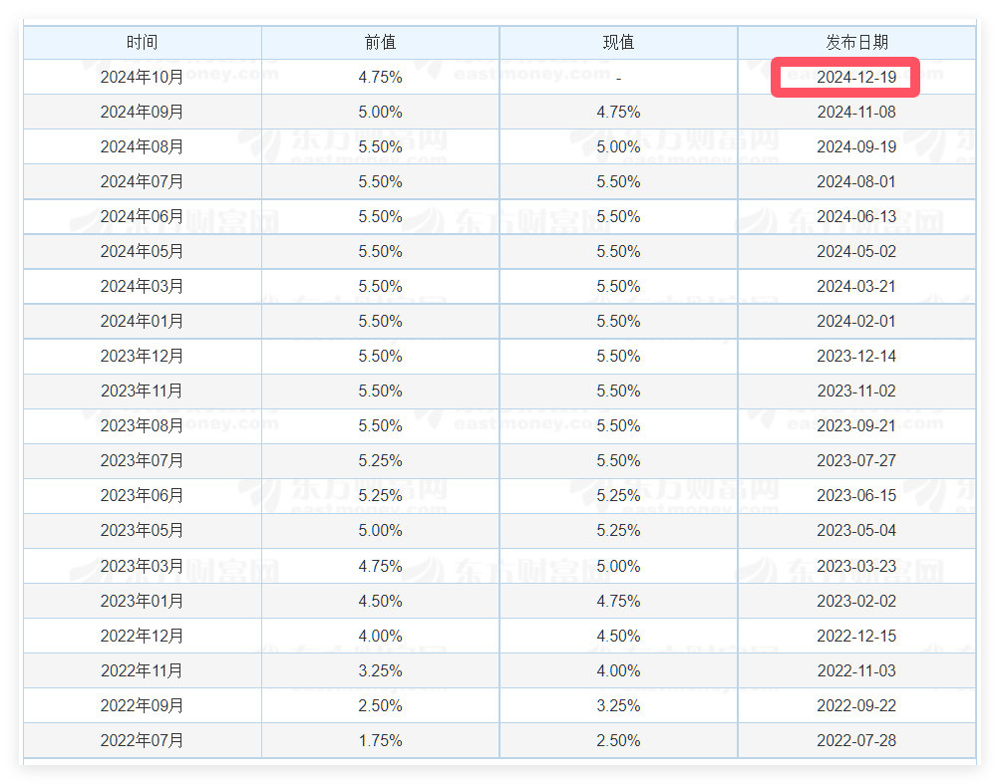 时间 前值 现值 发布日期
2024年10月 4.75% - 2024-12-19
2024年09月 5.00% 4.75% 2024-11-08
2024年08月 5.50% 5.00% 2024-09-19
2024年07月 5.50% 5.50% 2024-08-01
2024年06月 5.50% 5.50% 2024-06-13
2024年05月 5.50% 5.50% 2024-05-02
2024年03月 5.50% 5.50% 2024-03-21
2024年01月 5.50% 5.50% 2024-02-01
2023年12月 5.50% 5.50% 2023-12-14
2023年11月 5.50% 5.50% 2023-11-02
2023年08月 5.50% 5.50% 2023-09-21
2023年07月 5.25% 5.50% 2023-07-27
2023年06月 5.25% 5.25% 2023-06-15
2023年05月 5.00% 5.25% 2023-05-04
2023年03月 4.75% 5.00% 2023-03-23
2023年01月 4.50% 4.75% 2023-02-02
2022年12月 4.00% 4.50% 2022-12-15
2022年11月 3.25% 4.00% 2022-11-03
2022年09月 2.50% 3.25% 2022-09-22
2022年07月 1.75% 2.50% 2022-07-28